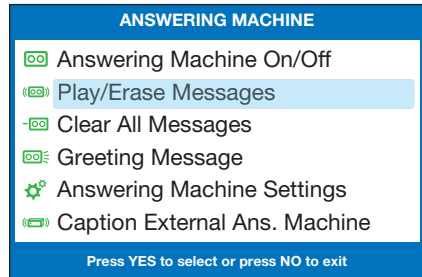 ANSWERING MACHINE
Answering Machine On/Off
Play/Erase Messages
Clear All Messages
Greeting Message
Answering Machine Settings
Caption External Ans. Machine
Press YES to select or press NO to exit